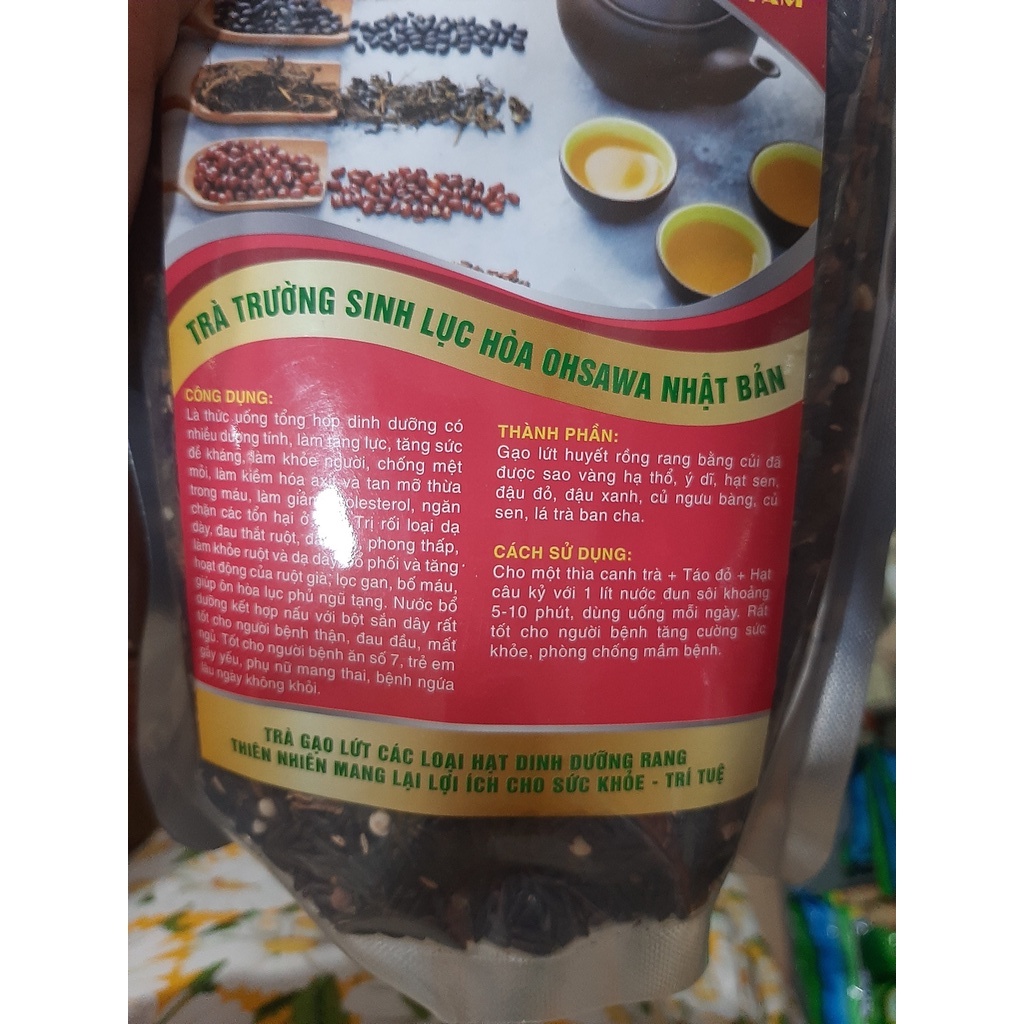 TÂM
TRÀ TRƯỜNG SINH LỤC HÒA OHSAWA NHẬT BẢN
CÔNG DỤNG:
Là thức uống tổng hợp dinh dưỡng có
nhiều dương tính, làm tăng lực, tăng sức
đề kháng, làm khỏe người, chống mệt
mỏi, làm kiềm hóa axit và tan mỡ thừa
trong máu, làm giảm cholesterol, ngăn
chặn các tổn hại ở Trị rối loại dạ
dày, đau thắt ruột, phong thấp,
làm khỏe ruột và dạ dày, bổ phổi và tăng
hoạt động của ruột già; lọc gan, bổ máu,
giúp ôn hòa lục phủ ngũ tạng. Nước bổ
dưỡng kết hợp nấu với bột sắn dây rất
tốt cho người bệnh thận, đau đầu, mất
ngủ. Tốt cho người bệnh ăn số 7, trẻ em
gầy yếu, phụ nữ mang thai, bệnh ngứa
lâu ngày không khỏi.
THÀNH PHẦN:
Gạo lứt huyết rồng rang bằng củi đã
được sao vàng hạ thổ, ý dĩ, hạt sen,
đậu đỏ, đậu xanh, củ ngưu bàng, củ
sen, lá trà ban cha.
CÁCH SỬ DỤNG:
Cho một thìa canh trà + Táo đỏ + Hạt
câu kỷ với 1 lít nước đun sôi khoảng
5-10 phút, dùng uống mỗi ngày. Rất
tốt cho người bệnh tăng cường sức
khỏe, phòng chống mầm bệnh.
TRÀ GẠO LỨT CÁC LOẠI HẠT DINH DƯỠNG RANG
THIÊN NHIÊN MANG LẠI LỢI ÍCH CHO SỨC KHỎE - TRÍ TUỆ